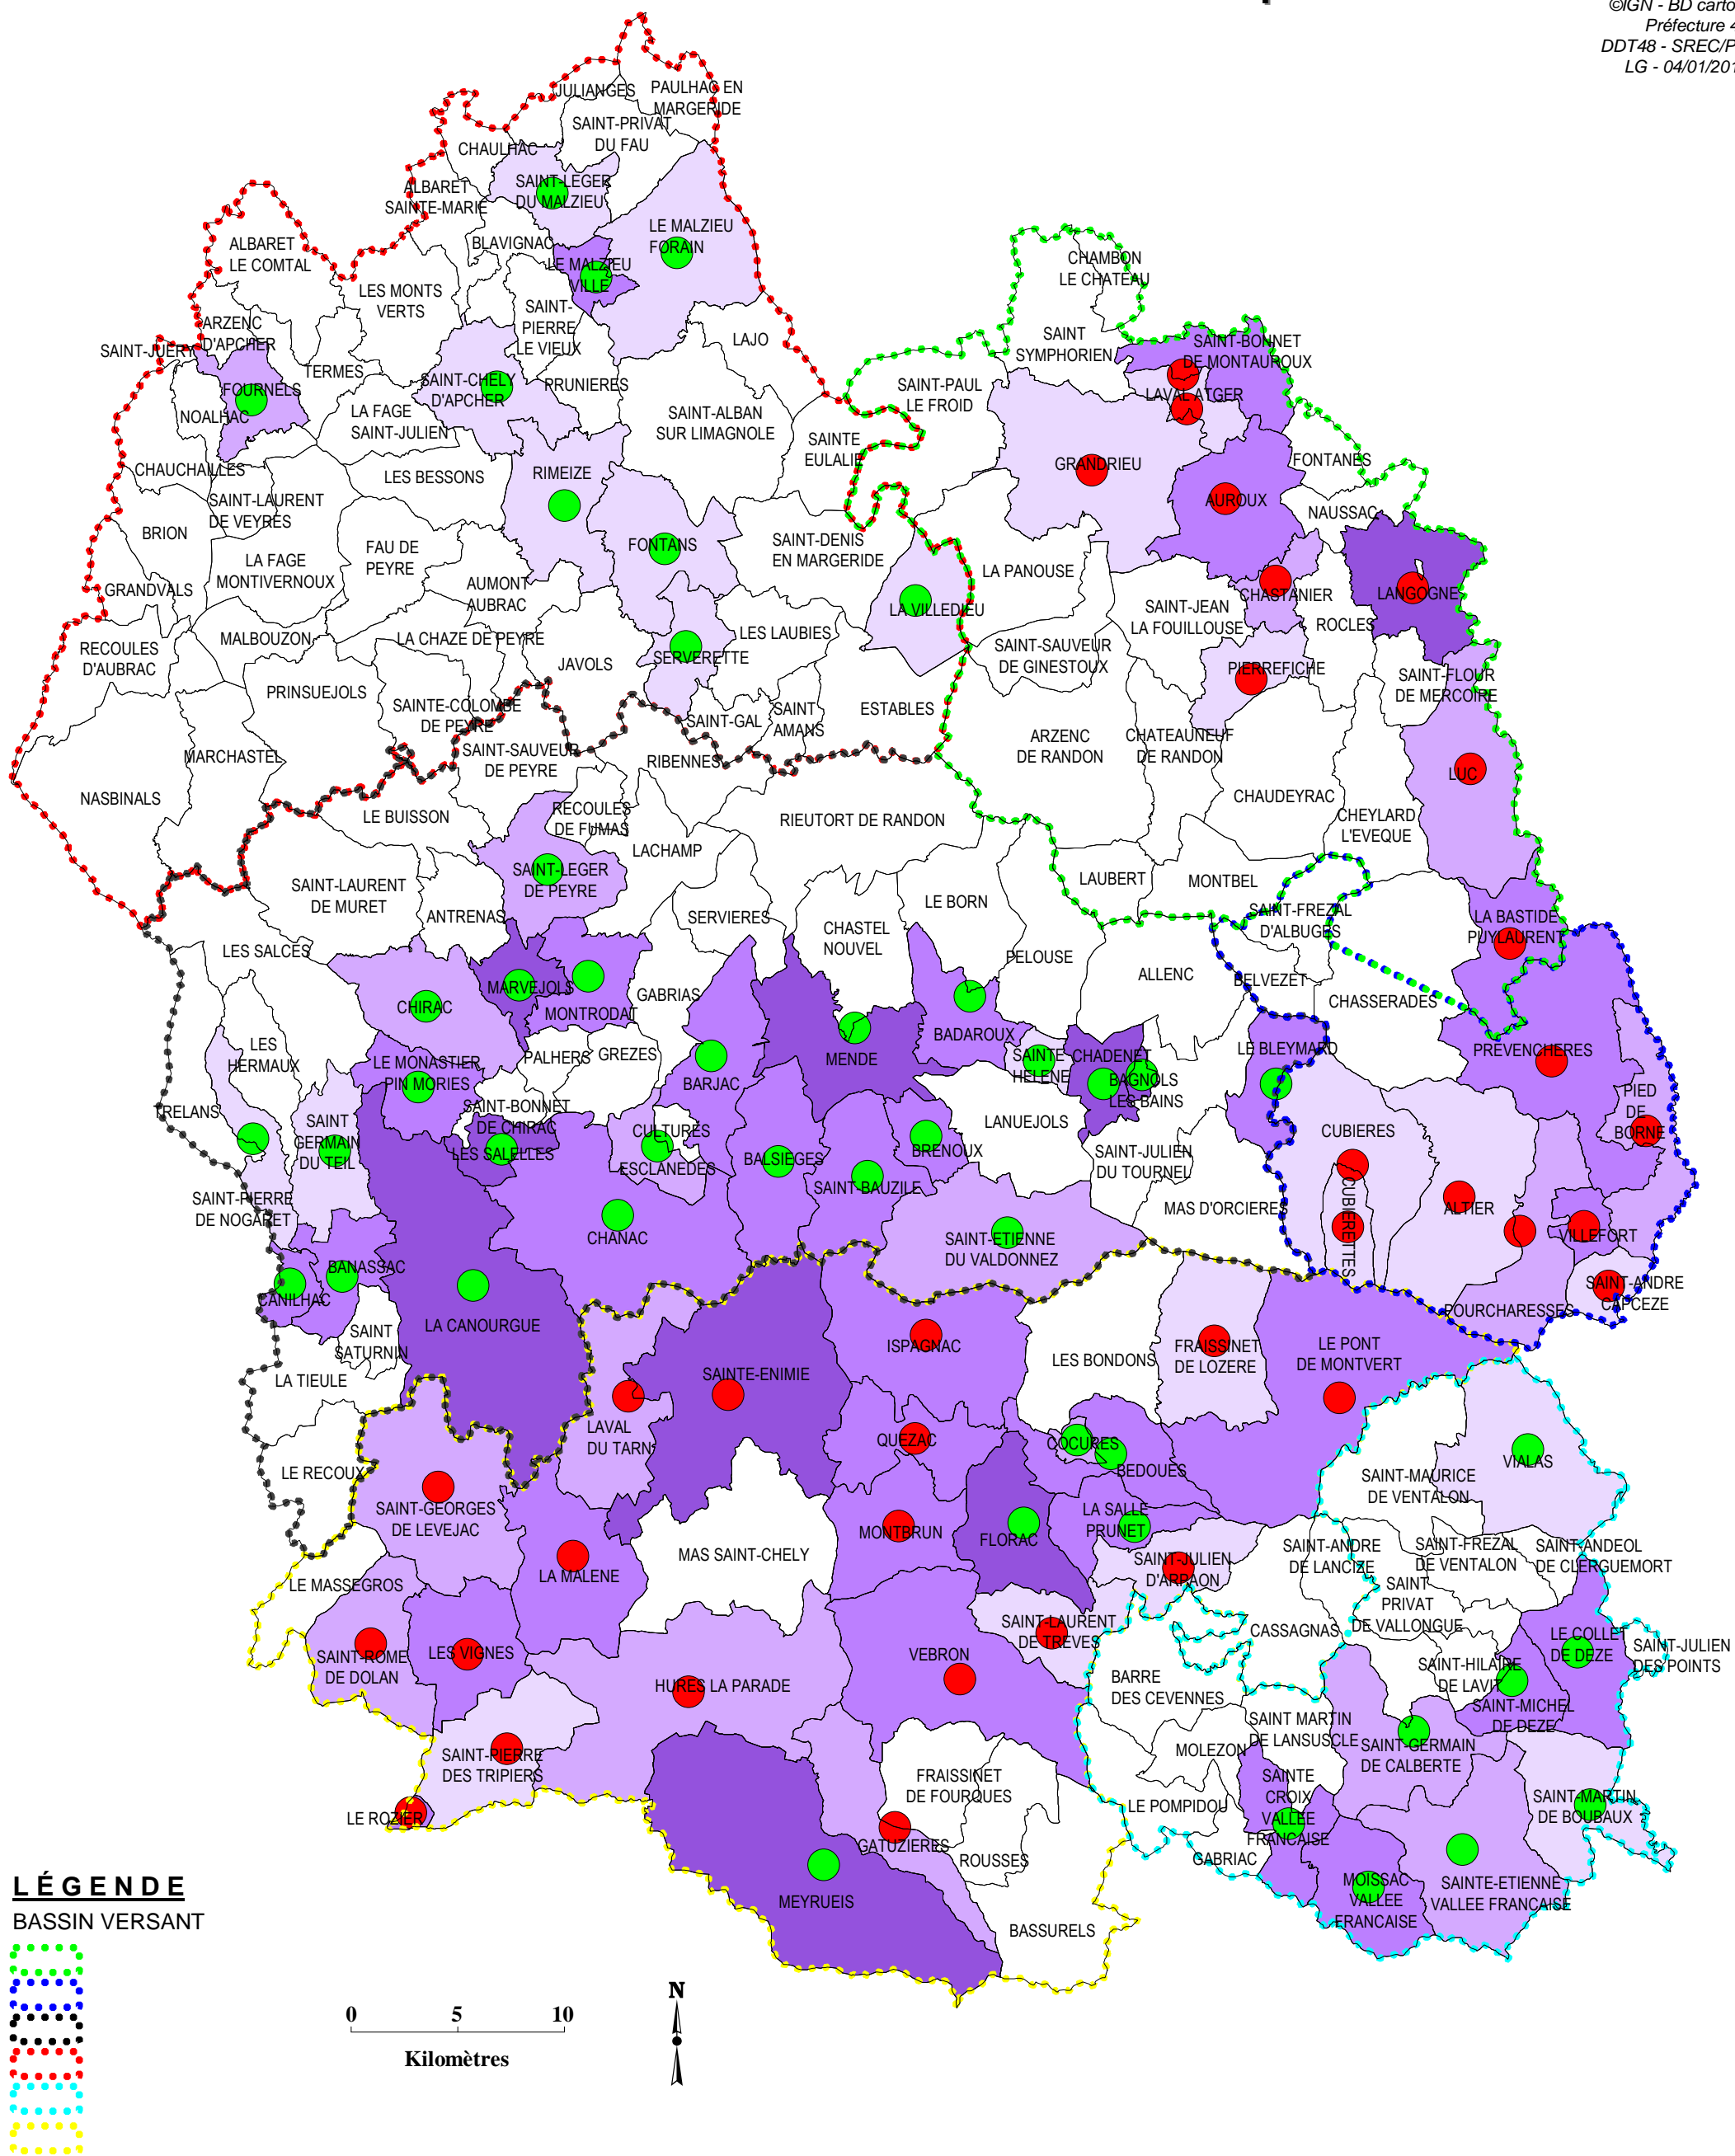 ©IGN - BD carto
Préfecture 4
DDT48 - SREC/P
LG - 04/01/201
JULIANGES
PAULHAC EN
MARGERIDE
SAINT-PRIVAT
DU FAU
CHAULHAC
SAINT-LEGER
DU MALZIEU
ALBARET
SAINTE-MARIE
LE MALZIEU
FORAIN
BLAVIGNAC
LE MALZIEU
VILLE
ALBARET
LE COMTAL
LES MONTS
VERTS
SAINT-
PIERRE
LE VIEUX
CHAMBON
LE CHATEAU
ARZENC
D'APCHER
SAINT-JUERY
LAJO
SAINT
SYMPHORIEN
SAINT-BONNET
DE MONTAUROUX
TERMES
FOURNELS
SAINT-CHELY
D'APCHER
PRUNIERES
SAINT-PAUL
LE FROID
LAVAL ATGER
NOALHAC
LA FAGE
SAINT-JULIEN
SAINT-ALBAN
SUR LIMAGNOLE
SAINTE
EULALIE
CHAUCHAILLES
LES BESSONS
RIMEIZE
GRANDRIEU
FONTANES
SAINT-LAURENT
DE VEYRES
AUROUX
NAUSSAC
BRION
FAU DE
PEYRE
FONTANS
SAINT-DENIS
EN MARGERIDE
LA FAGE
MONTIVERNOUX
LA PANOUSE
GRANDVALS
AUMONT
AUBRAC
LA VILLEDIEU
CHASTANIER
LANGOGNE
SAINT-JEAN
LA FOUILLOUSE
ROCLES
MALBOUZON
LA CHAZE DE PEYRE
LES LAUBIES
RECOULES
D'AUBRAC
JAVOLS
SERVERETTE
SAINT-SAUVEUR
DE GINESTOUX
PIERREFICHE
SAINT-FLOUR
DE MERCOIRE
PRINSUEJOLS
SAINTE-COLOMBE
DE PEYRE
SAINT-GAL
SAINT
AMANS
ESTABLES
MARCHASTEL
SAINT-SAUVEUR
DE PEYRE
RIBENNES
ARZENC
DE RANDON
CHATEAUNEUF
DE RANDON
LUC
NASBINALS
LE BUISSON
RECOULES
DE FUMAS
RIEUTORT DE RANDON
CHAUDEYRAC
CHEYLARD
L'EVEQUE
LACHAMP
SAINT-LEGER
DE PEYRE
LAUBERT
MONTBEL
SAINT-LAURENT
DE MURET
ANTRENAS
SERVIERES
LE BORN
CHASTEL
NOUVEL
SAINT-FREZAL
D'ALBUGES
LA BASTIDE
PUYLAURENT
LES SALCES
PELOUSE
ALLENC
BELVEZET
MARVEJOLS
MONTRODAT
GABRIAS
CHASSERADES
CHIRAC
BADAROUX
LES
HERMAUX
LE MONASTIER
PIN MORIES
PALHERS
GREZES
BARJAC
MENDE
SAINTE
HELENE
CHADENET
BAGNOLS
LES BAINS
LE BLEYMARD
PREVENCHERES
TRELANS
SAINT
GERMAIN
DU TEIL
SAINT-BONNET
DE CHIRAC
LES SALELLES
CULTURES
ESCLANEDES
BALSIEGES
BRENOUX
LANUEJOLS
PIED
DE
BORNE
SAINT-JULIEN
DU TOURNEL
CUBIERES
SAINT-BAUZILE
SAINT-PIERRE
DE NOGARET
CHANAC
MAS D'ORCIERES
CUBIERETTES
ALTIER
VILLEFORT
SAINT-ETIENNE
DU VALDONNEZ
BANASSAC
CANILHAC
SAINT-ANDRE
CAPCEZE
POURCHARESSES
LA CANOURGUE
SAINT
SATURNIN
ISPAGNAC
LES BONDONS
FRAISSINET
DE LOZERE
LE PONT
DE MONTVERT
LA TIEULE
SAINTE-ENIMIE
LAVAL
DU TARN
QUEZAC
COCURES
BEDOUES
LE RECOUX
SAINT-MAURICE
DE VENTALON
VIALAS
SAINT-GEORGES
DE LEVEJAC
MONTBRUN
FLORAC
LA SALLE
PRUNET
MAS SAINT-CHELY
SAINT-JULIEN
D'ARPAON
SAINT-ANDRE
DE LANCIZE
SAINT-FREZAL
DE VENTALON
SAINT-ANDEOL
DE CLERGUEMORT
LE MASSEGROS
LA MALENE
SAINT
PRIVAT
DE VALLONGUE
SAINT-LAURENT
DE TREVES
CASSAGNAS
LE COLLET
DE DEZE
SAINT-JULIEN
DES POINTS
SAINT-ROME
DE DOLAN
LES VIGNES
VEBRON
HURES LA PARADE
BARRE
DES CEVENNES
SAINT-HILAIRE
DE LAVIT
SAINT-MICHEL
DE DEZE
SAINT MARTIN
DE LANSUSCLE
SAINT-GERMAIN
DE CALBERTE
MOLEZON
SAINT-PIERRE
DES TRIPIERS
FRAISSINET
DE FOURQUES
SAINTE
CROIX
VALLEE
FRANCAISE
LE POMPIDOU
SAINT-MARTIN
DE BOUBAUX
LE ROZIER
GATUZIERES
ROUSSES
GABRIAC
MEYRUEIS
MOISSAC
VALLEE
FRANCAISE
SAINTE-ETIENNE
VALLEE FRANCAISE
BASSURELS
LÉGENDE
BASSIN VERSANT
N
0 5 10
Kilomètres